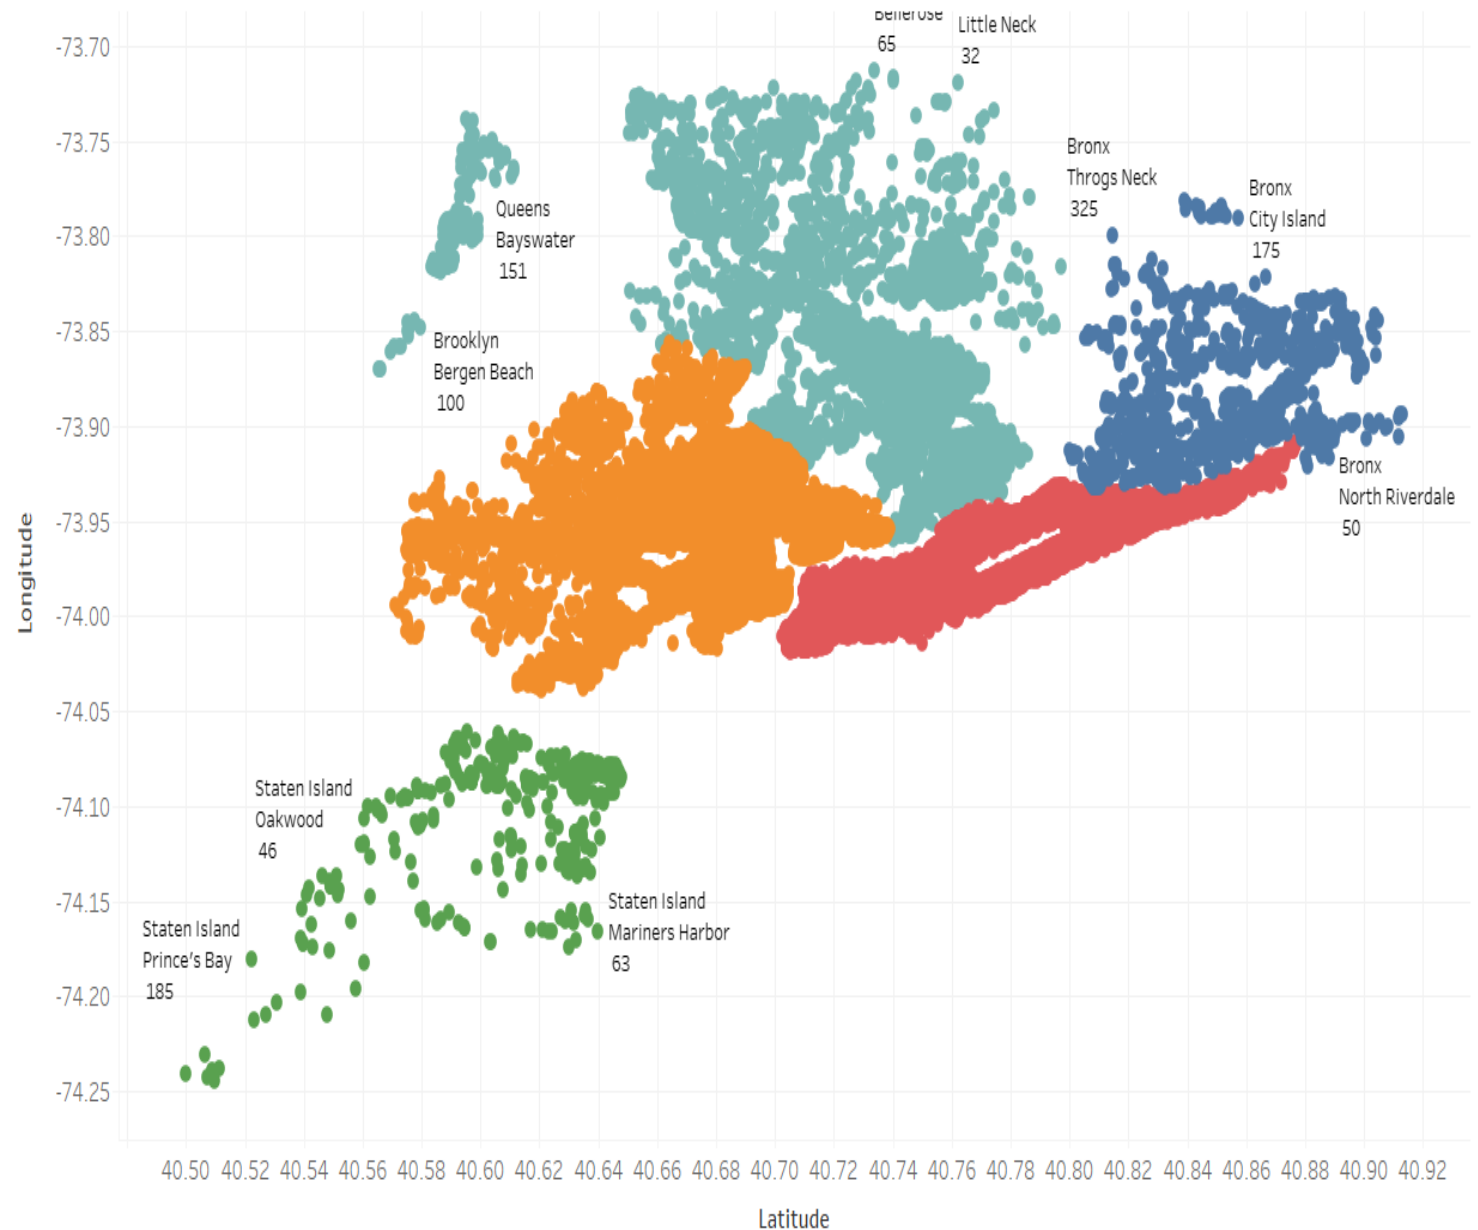 Bellerose
65
Little Neck
32
-73.70
-73.75
-73.80
-73.85
-73.90
-73.95
-74.00
-74.05
-74.10
-74.15
-74.20
-74.25
Longitude
Bronx
Throgs Neck
325
Bronx
City Island
175
Queens
Bayswater
151
Brooklyn
Bergen Beach
100
Bronx
North Riverdale
50
Staten Island
Oakwood
46
Staten Island
Mariners Harbor
63
Staten Island
Prince's Bay
185
40.50 40.52 40.54 40.56 40.58 40.60 40.62 40.64 40.66 40.68 40.70 40.72 40.74 40.76 40.78 40.80 40.82 40.84 40.86 40.88 40.90 40.92
Latitude